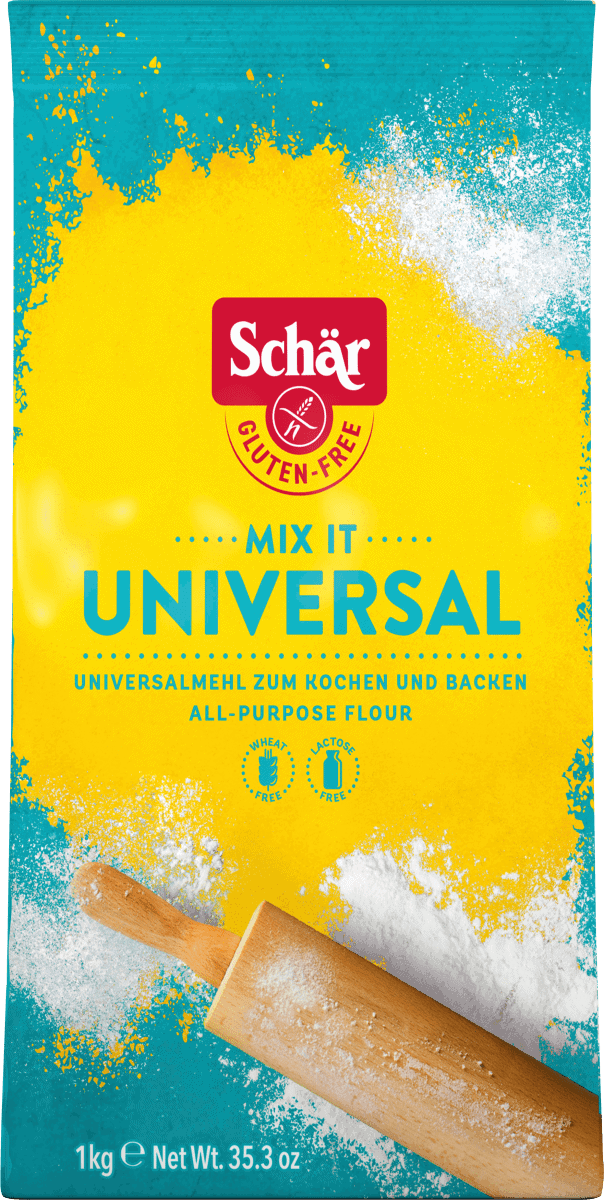 Schär
GLUTEN-FREE
MIX IT
UNIVERSAL
UNIVERSALMEHL ZUM KOCHEN UND BACKEN
ALL-PURPOSE FLOUR
WHEAT FREE
LACTOSE FREE
1kg ℮ Net Wt. 35.3 oz